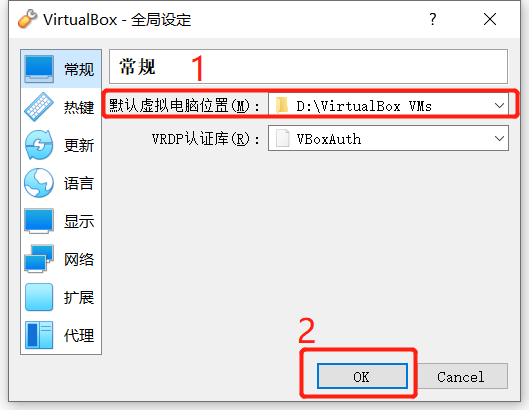 VirtualBox - 全局设定
?
常规
热键
更新
语言
显示
网络
扩展
代理
常规
1
默认虚拟电脑位置(M): D:\VirtualBox VMs
VRDP认证库(R): VBoxAuth
2
OK Cancel